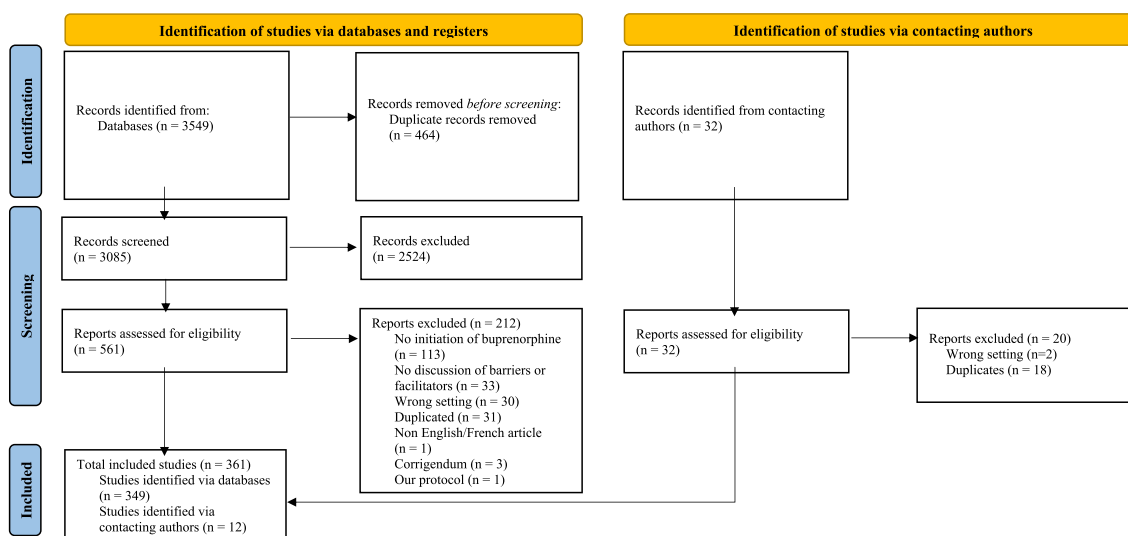 Identification of studies via databases and registers
Identification of studies via contacting authors
Identification
Records identified from:
Databases (n = 3549)
Records removed before screening:
Duplicate records removed
(n = 464)
Records identified from contacting
authors (n = 32)
Screening
Records screened
(n = 3085)
Records excluded
(n = 2524)
Reports assessed for eligibility
(n = 561)
Reports excluded (n = 212)
No initiation of buprenorphine
(n = 113)
No discussion of barriers or
facilitators (n = 33)
Wrong setting (n = 30)
Duplicated (n = 31)
Non English/French article
(n = 1)
Corrigendum (n = 3)
Our protocol (n = 1)
Reports assessed for eligibility
(n = 32)
Reports excluded (n = 20)
Wrong setting (n=2)
Duplicates (n = 18)
Included
Total included studies (n = 361)
Studies identified via databases
(n = 349)
Studies identified via
contacting authors (n = 12)